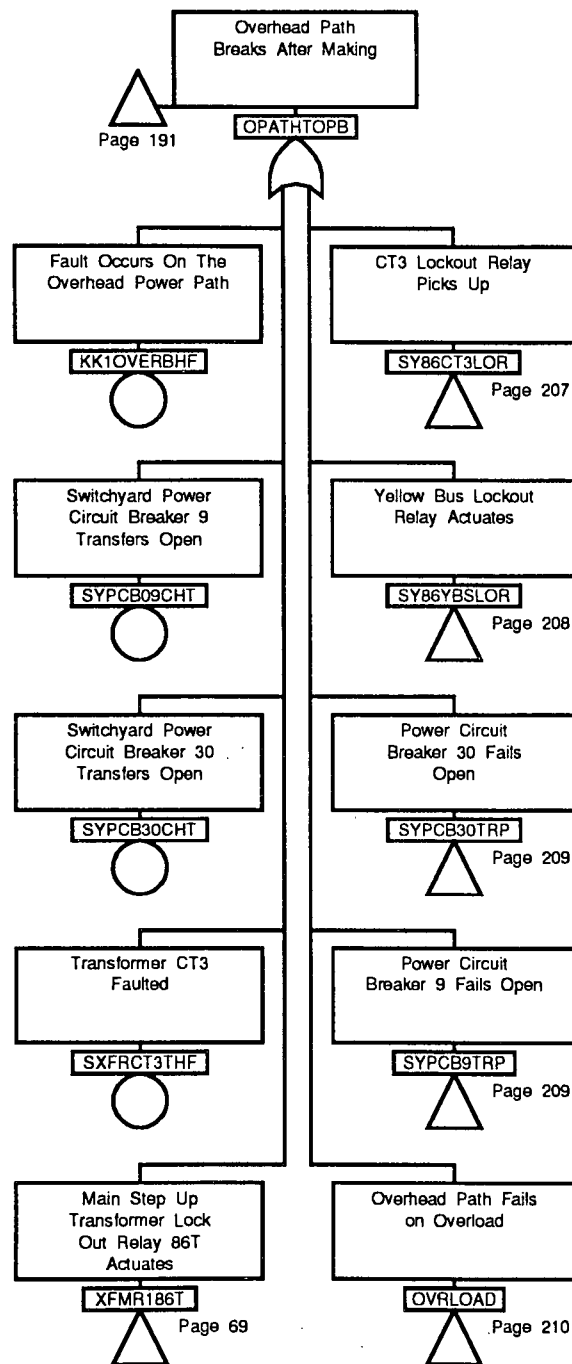 Overhead Path
Breaks After Making
Page 191
OPATHTOPB
Fault Occurs On The
Overhead Power Path
KK1OVERBHF
CT3 Lockout Relay
Picks Up
SY86CT3LOR
Page 207
Switchyard Power
Circuit Breaker 9
Transfers Open
SYPCB09CHT
Yellow Bus Lockout
Relay Actuates
SY86YBSLOR
Page 208
Switchyard Power
Circuit Breaker 30
Transfers Open
SYPCB30CHT
Power Circuit
Breaker 30 Fails
Open
SYPCB30TRP
Page 209
Transformer CT3
Faulted
SXFRCT3THF
Power Circuit
Breaker 9 Fails Open
SYPCB9TRP
Page 209
Main Step Up
Transformer Lock
Out Relay 86T
Actuates
XFMR186T
Page 69
Overhead Path Fails
on Overload
OVRLOAD
Page 210